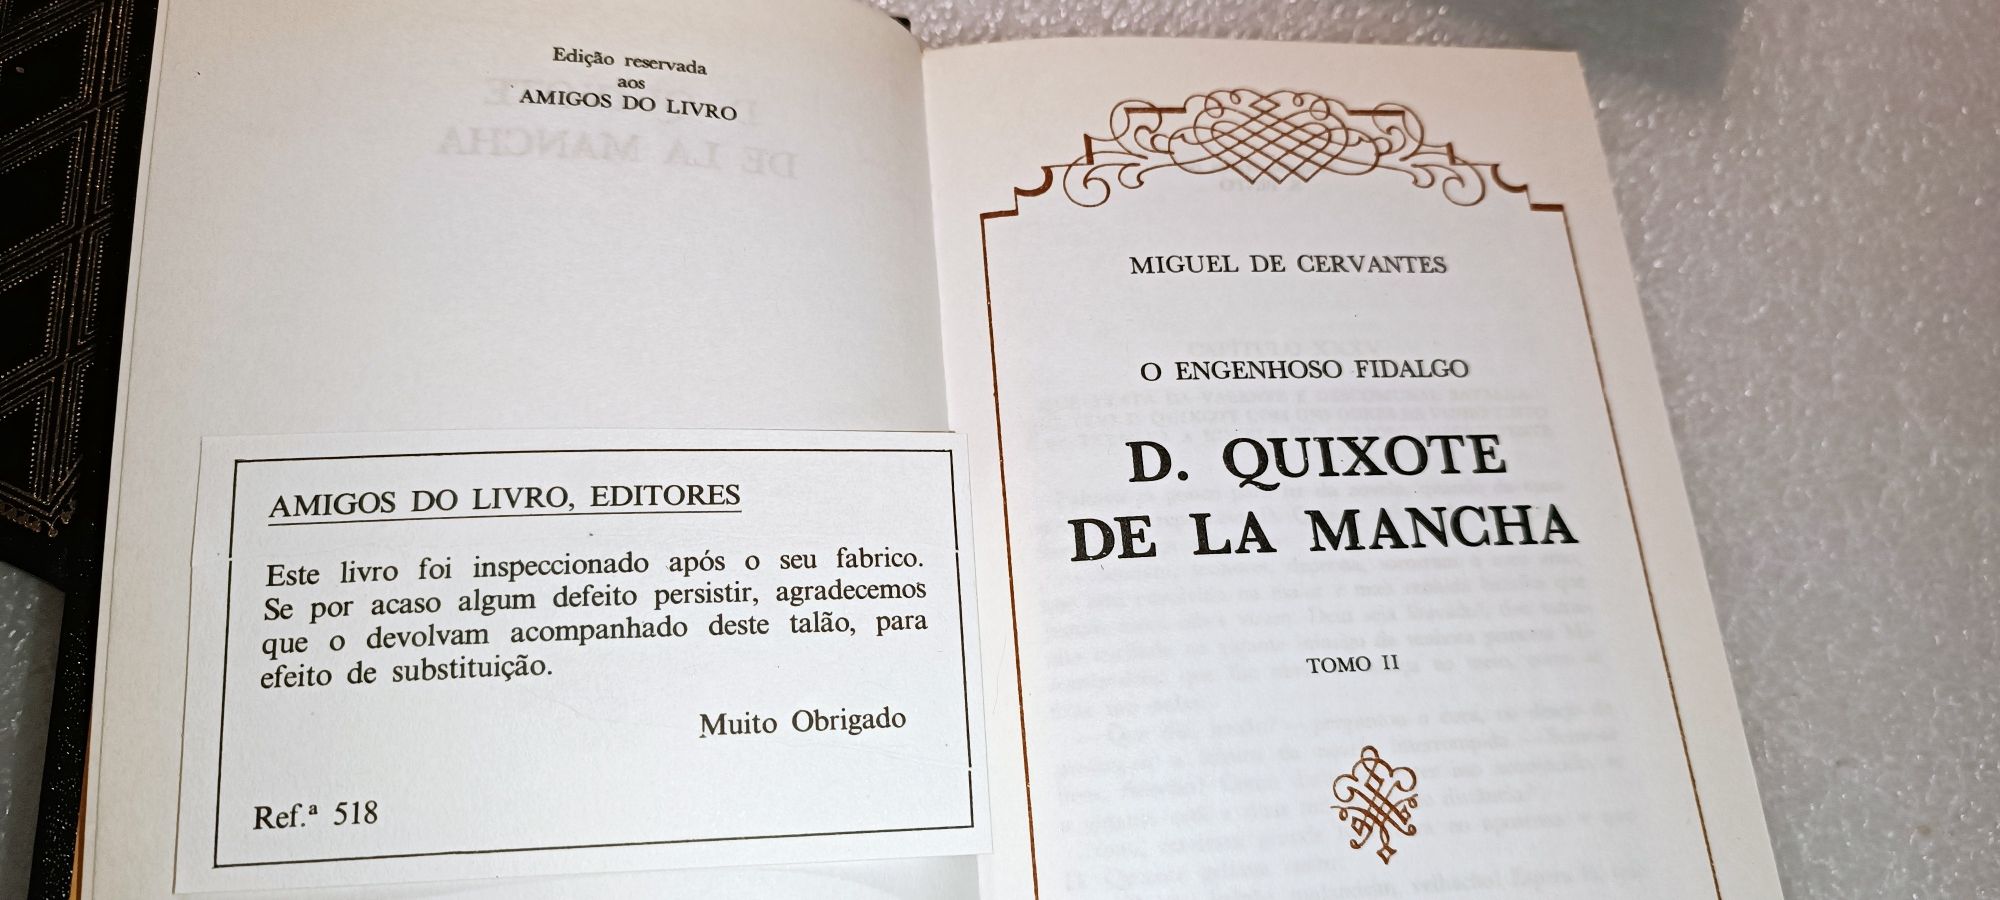 Edição reservada
aos
AMIGOS DO LIVRO
AMIGOS DO LIVRO, EDITORES
Este livro foi inspeccionado após o seu fabrico.
Se por acaso algum defeito persistir, agradecemos
que o devolvam acompanhado deste talão, para
efeito de substituição.
Muito Obrigado
Ref.ª 518
MIGUEL DE CERVANTES
O ENGENHOSO FIDALGO
D. QUIXOTE
DE LA MANCHA
TOMO II